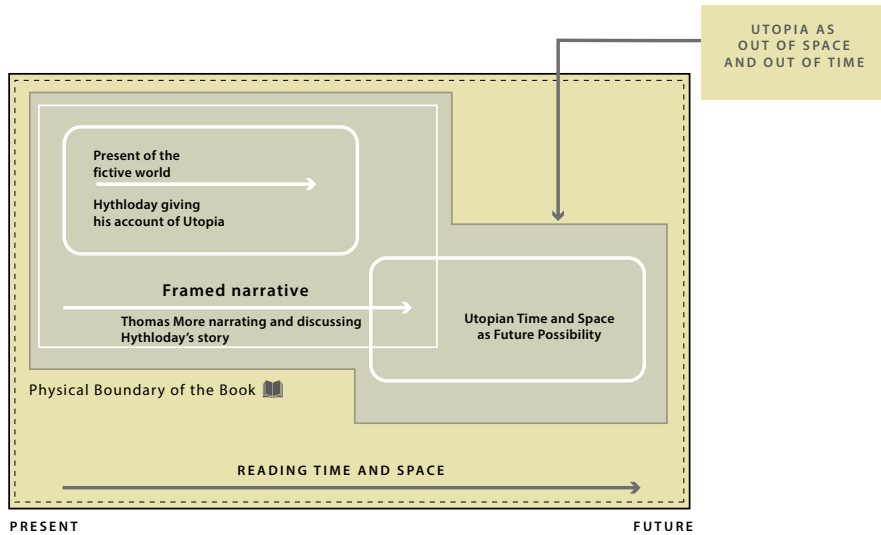 UTOPIA AS
OUT OF SPACE
AND OUT OF TIME
Present of the
fictive world
Hythloday giving
his account of Utopia
Framed narrative
Thomas More narrating and discussing
Hythloday's story
Utopian Time and Space
as Future Possibility
Physical Boundary of the Book
READING TIME AND SPACE
PRESENT
FUTURE